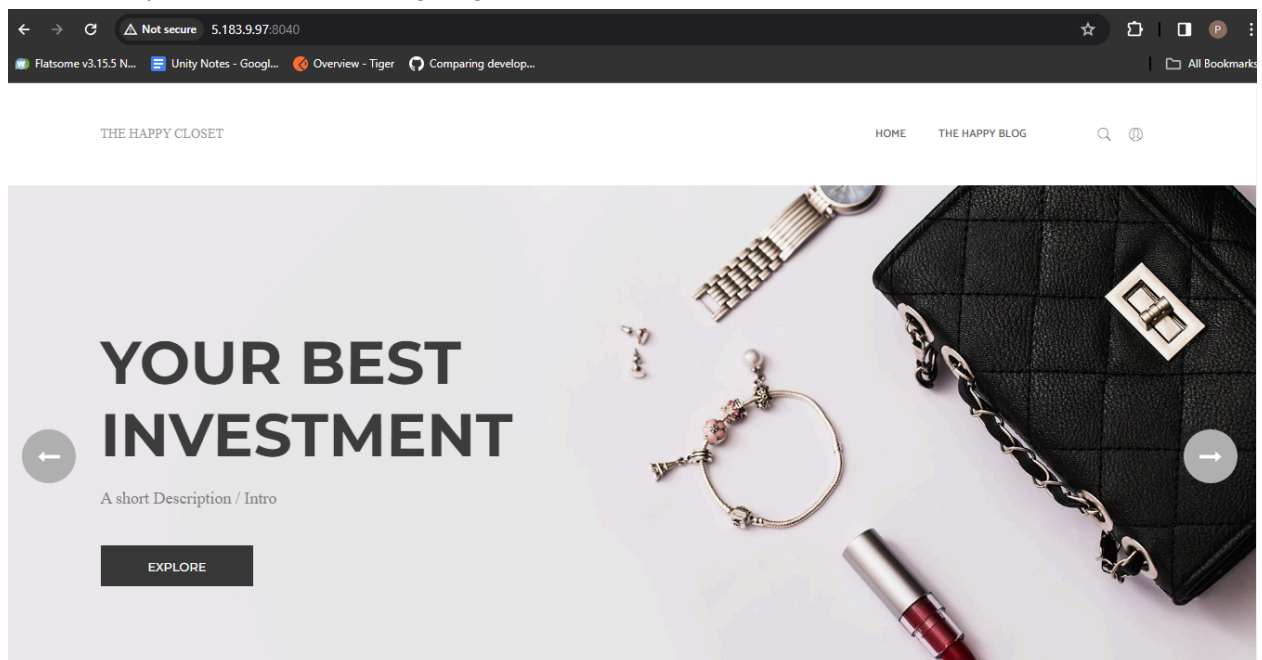 Not secure 5.183.9.97:8040
P
Flatsome v3.15.5 N... Unity Notes - Googl... Overview - Tiger Comparing develop... All Bookmarks
THE HAPPY CLOSET HOME THE HAPPY BLOG
YOUR BEST
INVESTMENT
A short Description / Intro
EXPLORE